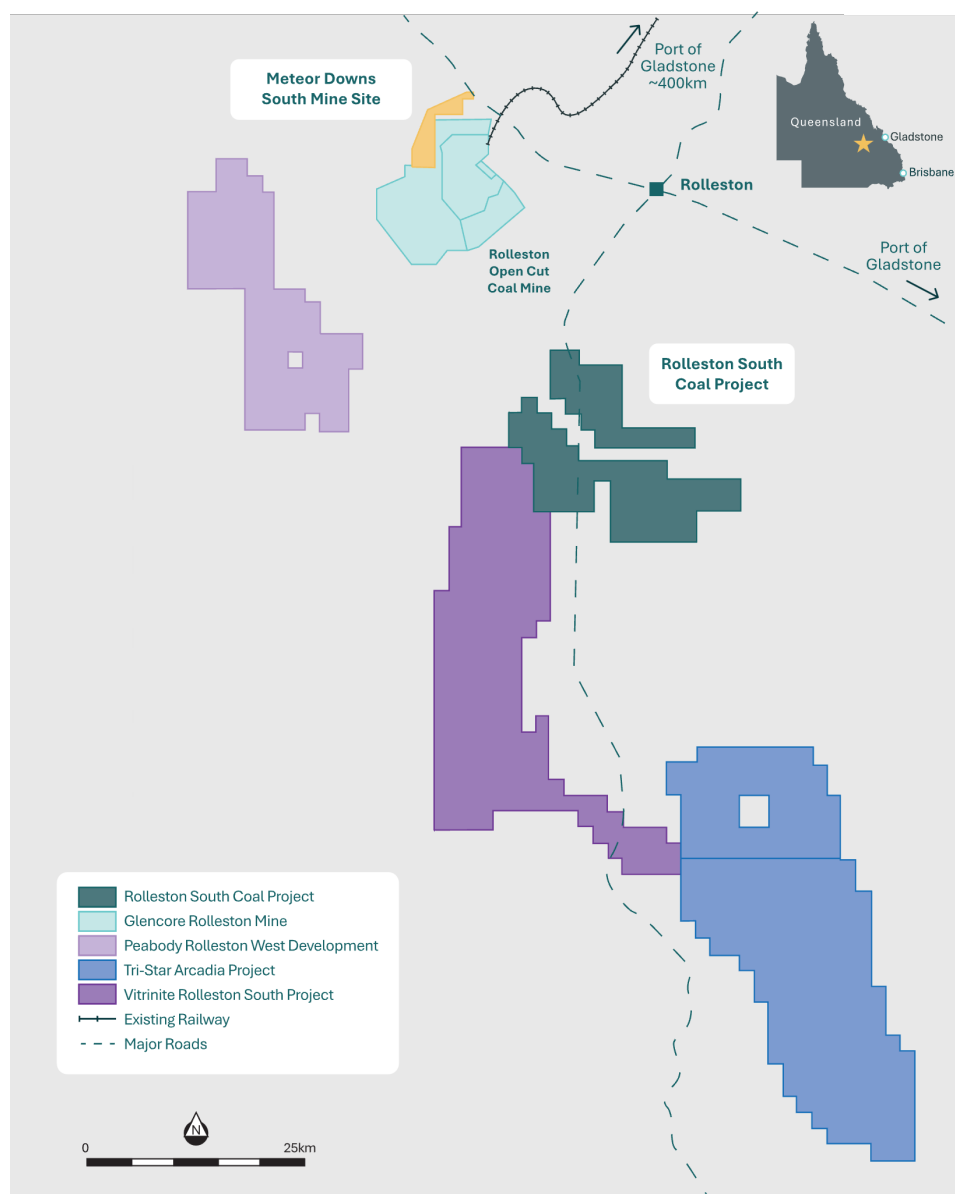 Meteor Downs
South Mine Site
Port of
Gladstone
~400km
Queensland
Gladstone
Brisbane
Rolleston
Port of
Gladstone
Rolleston
Open Cut
Coal Mine
Rolleston South
Coal Project
Rolleston South Coal Project
Glencore Rolleston Mine
Peabody Rolleston West Development
Tri-Star Arcadia Project
Vitrinite Rolleston South Project
Existing Railway
Major Roads
N
0 25km